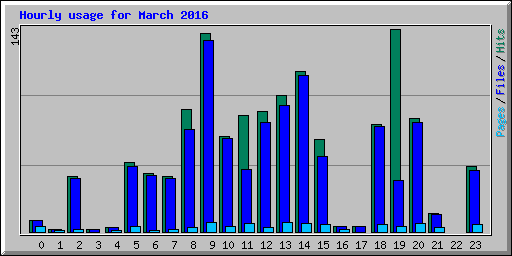 Hourly usage for March 2016
143
Pages / Files / Hits
0 1 2 3 4 5 6 7 8 9 10 11 12 13 14 15 16 17 18 19 20 21 22 23